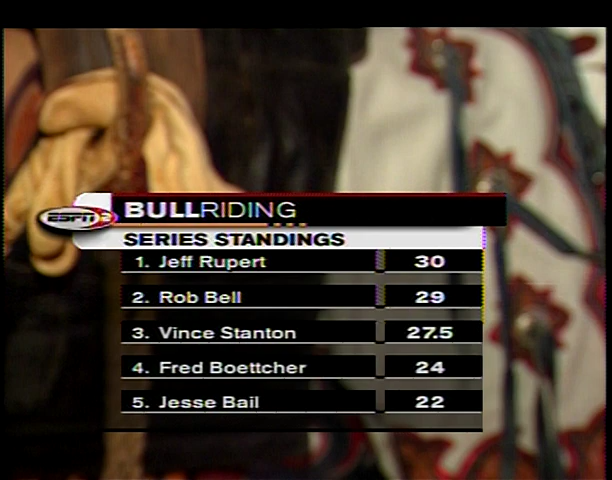 ESPN2
BULLRIDING
SERIES STANDINGS
1. Jeff Rupert 30
2. Rob Bell 29
3. Vince Stanton 27.5
4. Fred Boettcher 24
5. Jesse Bail 22